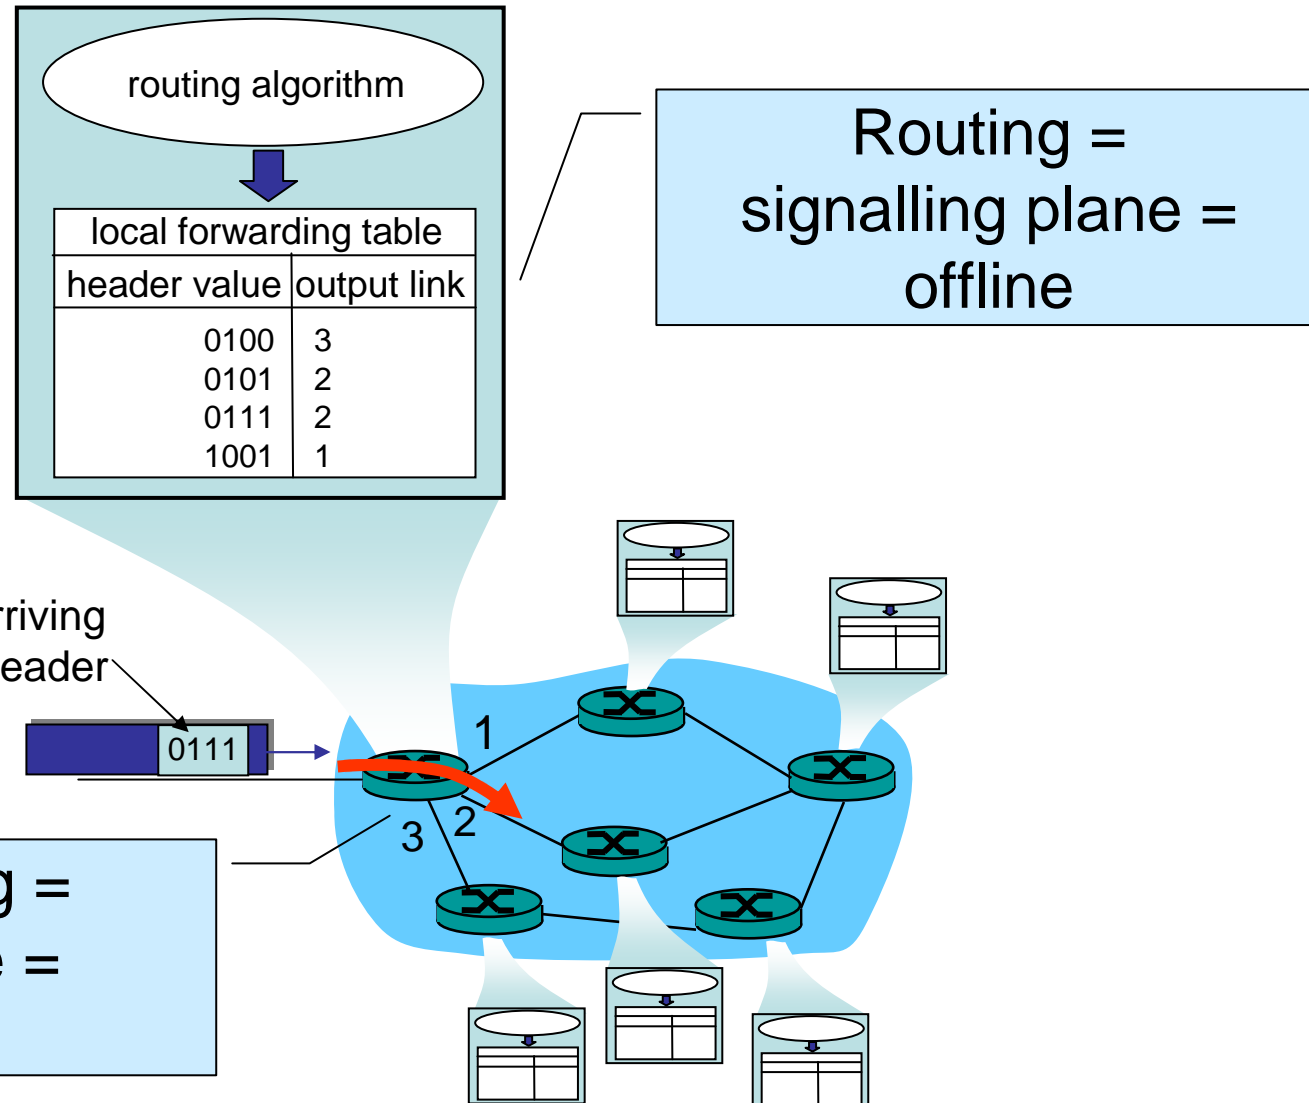 routing algorithm
local forwarding table
header value output link
0100 3
0101 2
0111 2
1001 1
Routing =
signalling plane =
offline
rriving
eader
0111
1
2
3
g =
e =